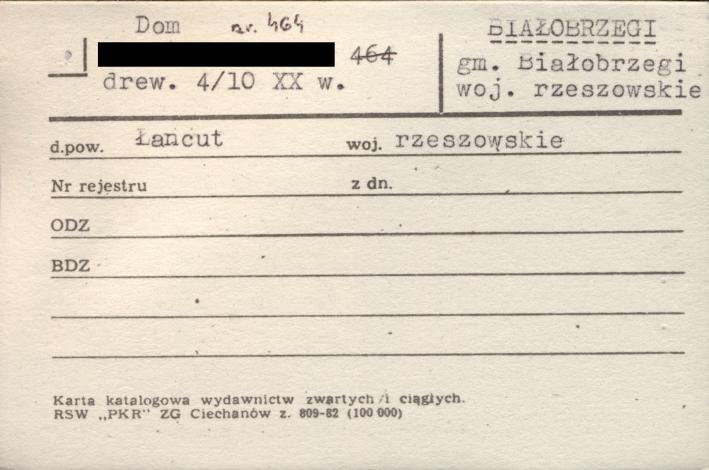 Dom nr. 464
464
drew. 4/10 XX w.
BIAŁOBRZEGI
gm. Białobrzegi
woj. rzeszowskie
d.pow. Łańcut woj. rzeszowskie
Nr rejestru z dn.
ODZ
BDZ
Karta katalogowa wydawnictw zwartych i ciągłych.
RSW „PKR” ZG Ciechanów z. 809-82 (100 000)